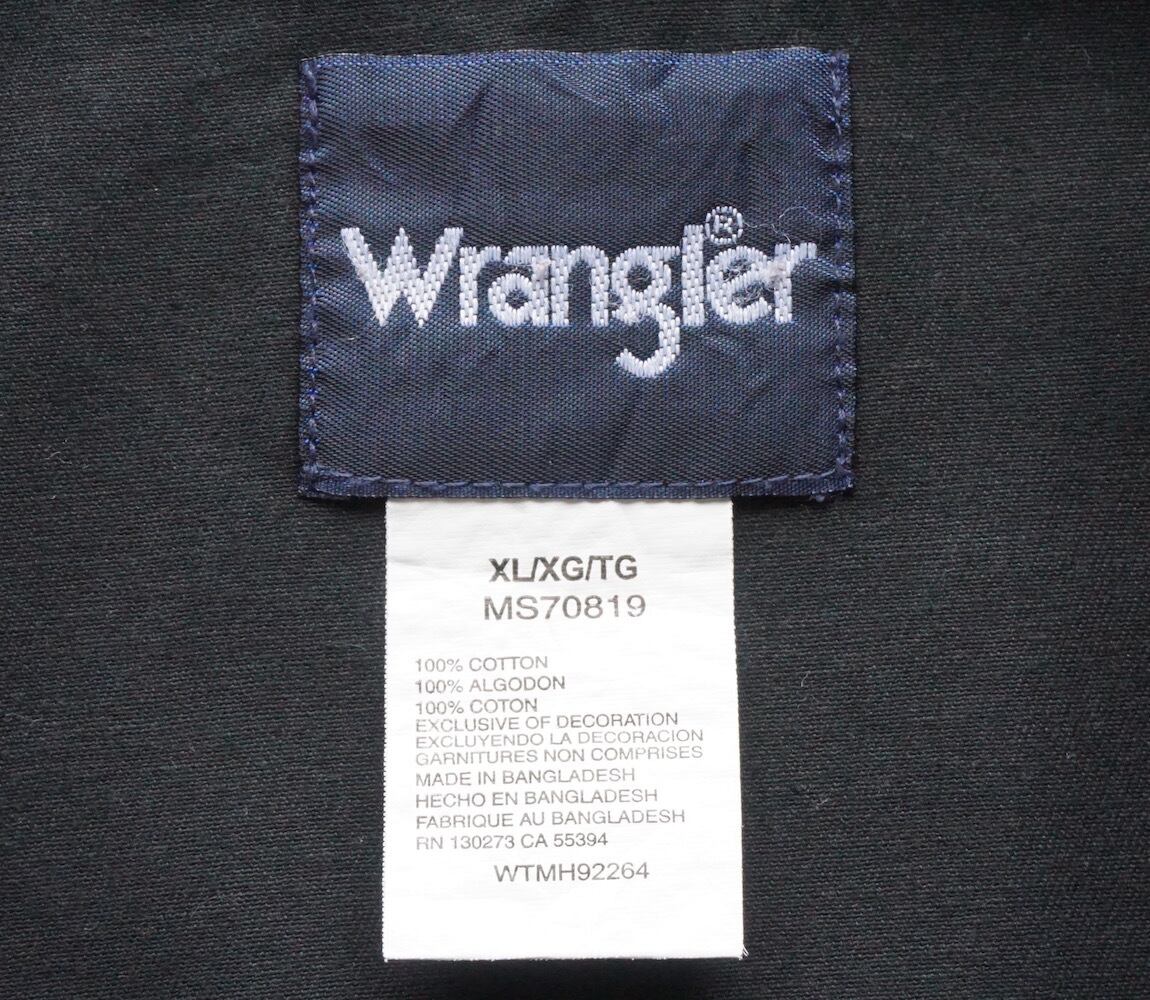 Wrangler®
XL/XG/TG
MS70819
100% COTTON
100% ALGODON
100% COTON
EXCLUSIVE OF DECORATION
EXCLUYENDO LA DECORACION
GARNITURES NON COMPRISES
MADE IN BANGLADESH
HECHO EN BANGLADESH
FABRIQUE AU BANGLADESH
RN 130273 CA 55394
WTMH92264